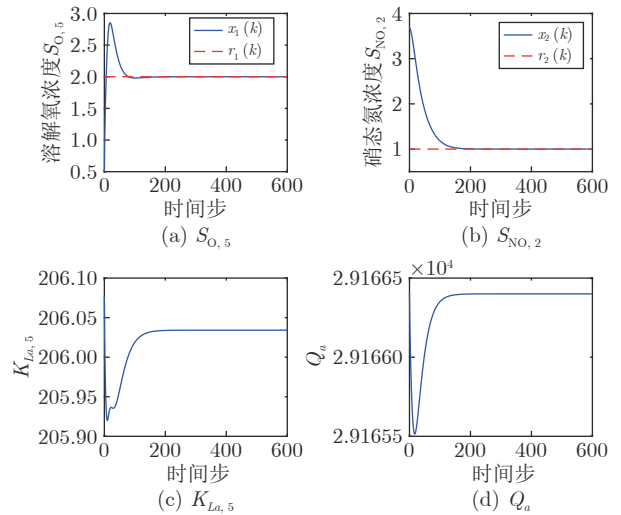 3.0
2.5
2.0
1.5
1.0
0.5
0 200 400 600
溶解氧浓度 S_{O, 5}
x_1 (k)
r_1 (k)
时间步
(a) S_{O, 5}
4
3
2
1
0 200 400 600
硝态氮浓度 S_{NO, 2}
x_2 (k)
r_2 (k)
时间步
(b) S_{NO, 2}
206.10
206.05
206.00
205.95
205.90
0 200 400 600
K_{La, 5}
时间步
(c) K_{La, 5}
×10^4
2.91665
2.91660
2.91655
0 200 400 600
Q_a
时间步
(d) Q_a